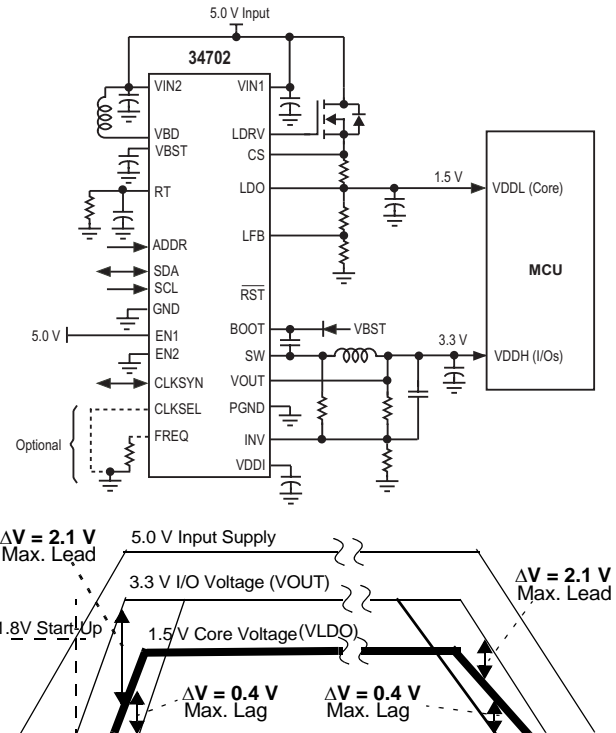 5.0 V Input
34702
VIN2
VIN1
VBD
LDRV
VBST
CS
RT
LDO
1.5 V
VDDL (Core)
LFB
ADDR
SDA
MCU
SCL
RST
GND
5.0 V
EN1
BOOT
VBST
EN2
SW
3.3 V
VDDH (I/Os)
CLKSYN
VOUT
CLKSEL
PGND
Optional
FREQ
INV
VDDI
ΔV = 2.1 V
Max. Lead
5.0 V Input Supply
3.3 V I/O Voltage (VOUT)
ΔV = 2.1 V
Max. Lead
1.8V Start-Up
1.5 V Core Voltage (VLDO)
ΔV = 0.4 V
Max. Lag
ΔV = 0.4 V
Max. Lag